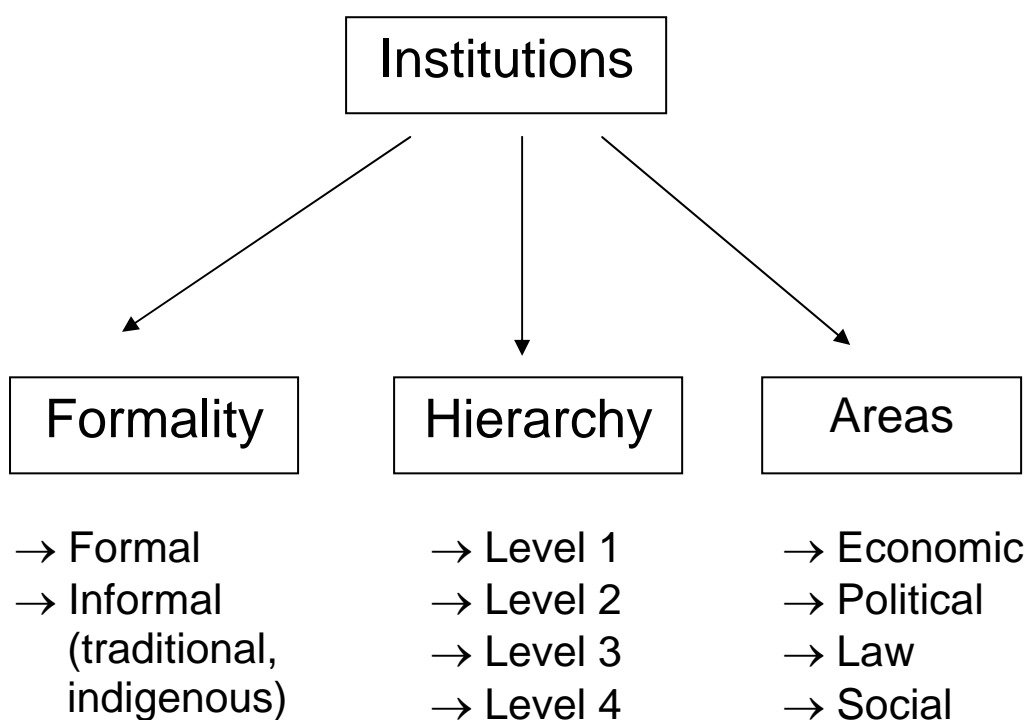 Institutions
Formality
Hierarchy
Areas
→ Formal
→ Informal
(traditional,
indigenous)
→ Level 1
→ Level 2
→ Level 3
→ Level 4
→ Economic
→ Political
→ Law
→ Social